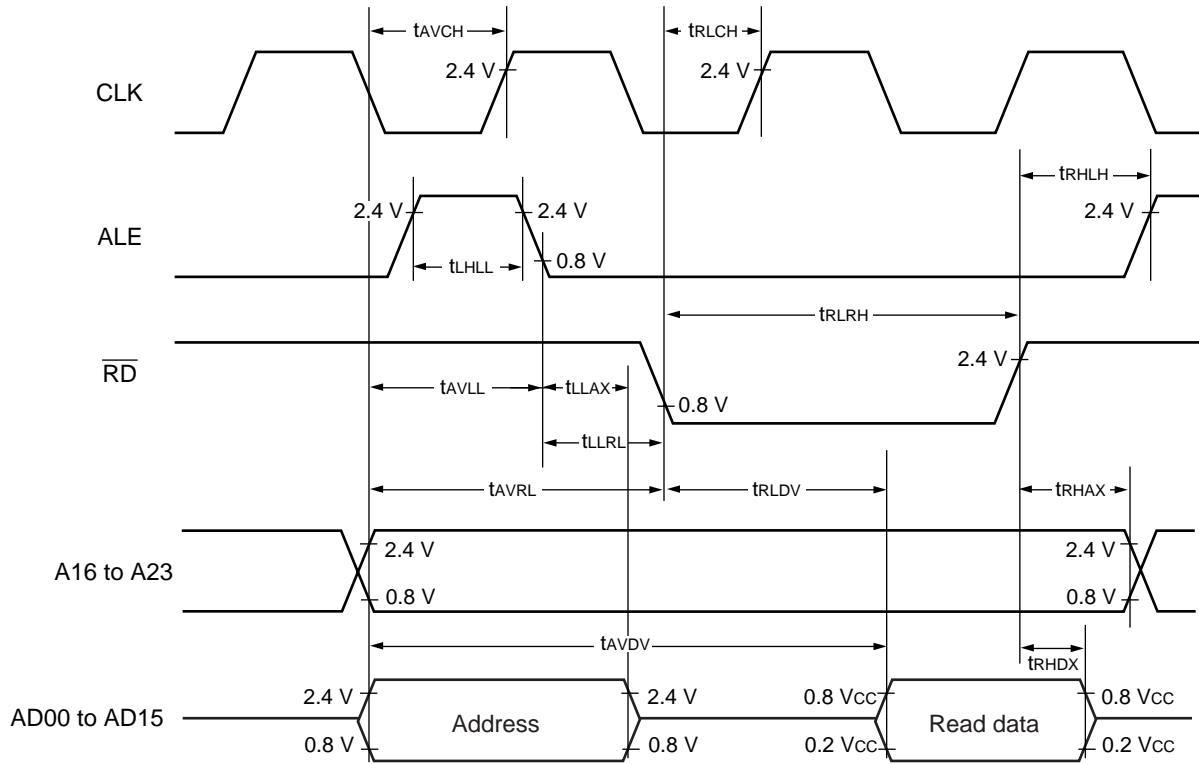 tAVCH
tRLCH
2.4 V
2.4 V
CLK
tRHLH
2.4 V
2.4 V
2.4 V
ALE
tLHLL
0.8 V
tRLRH
RD
2.4 V
tAVLL
tLLAX
0.8 V
tLLRL
tAVRL
tRLDV
tRHAX
2.4 V
2.4 V
A16 to A23
0.8 V
0.8 V
tAVDV
tRHDX
2.4 V
2.4 V
0.8 VCC
0.8 VCC
AD00 to AD15
Address
Read data
0.8 V
0.8 V
0.2 VCC
0.2 VCC